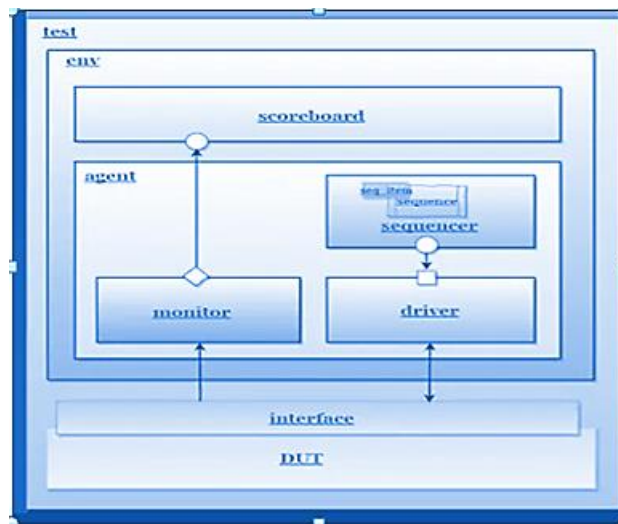 test
env
scoreboard
agent
seq_item
sequence
sequencer
monitor
driver
interface
DUT